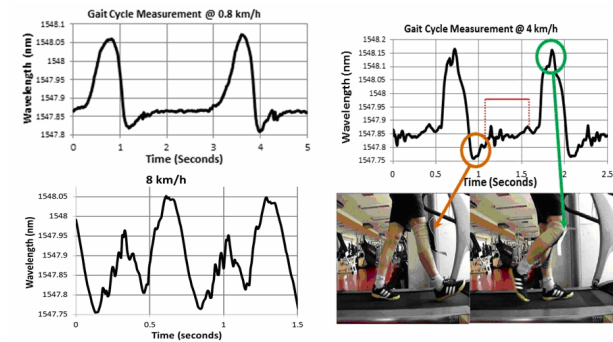 Gait Cycle Measurement @ 0.8 km/h
Wavelength (nm)
1548.1
1548.05
1548
1547.95
1547.9
1547.85
1547.8
0 1 2 3 4 5
Time (Seconds)
Gait Cycle Measurement @ 4 km/h
Wavelength (nm)
1548.2
1548.15
1548.1
1548.05
1548
1547.95
1547.9
1547.85
1547.8
1547.75
0 0.5 1 1.5 2 2.5
Time (Seconds)
8 km/h
Wavelength (nm)
1548.05
1548
1547.95
1547.9
1547.85
1547.8
1547.75
0 0.5 1 1.5
Time (Seconds)